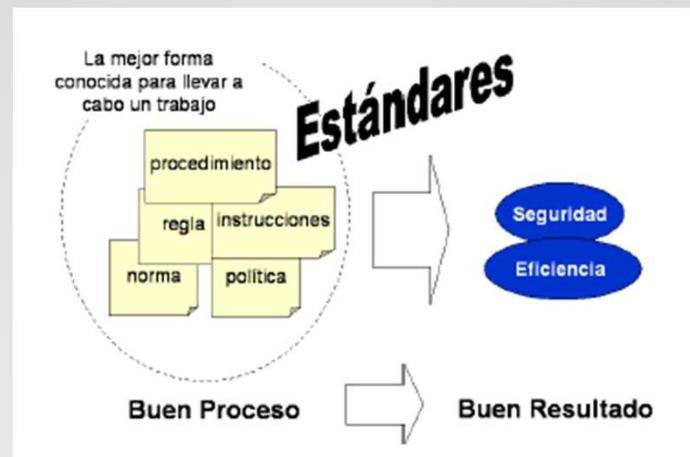 La mejor forma
conocida para llevar a
cabo un trabajo
Estándares
procedimiento
regla
instrucciones
norma
política
Seguridad
Eficiencia
Buen Proceso
Buen Resultado